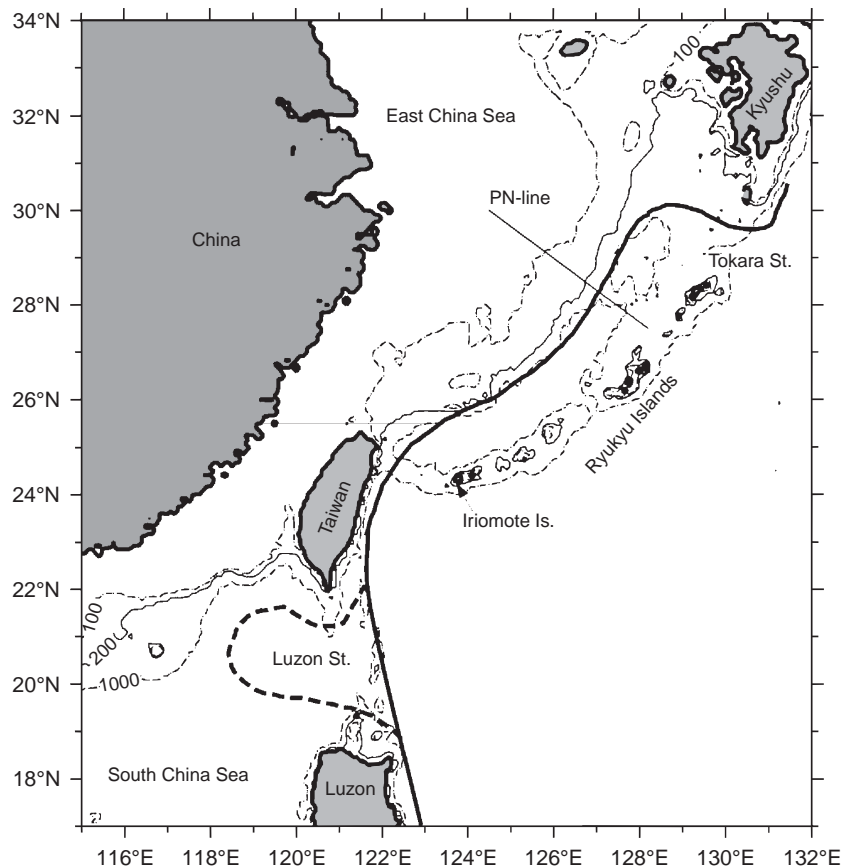 34°N
100
Kyushu
32°N
East China Sea
PN-line
30°N
China
Tokara St.
28°N
26°N
Ryukyu Islands
24°N
Taiwan
Iriomote Is.
22°N
100
200
Luzon St.
20°N
1000
South China Sea
18°N
Luzon
116°E 118°E 120°E 122°E 124°E 126°E 128°E 130°E 132°E